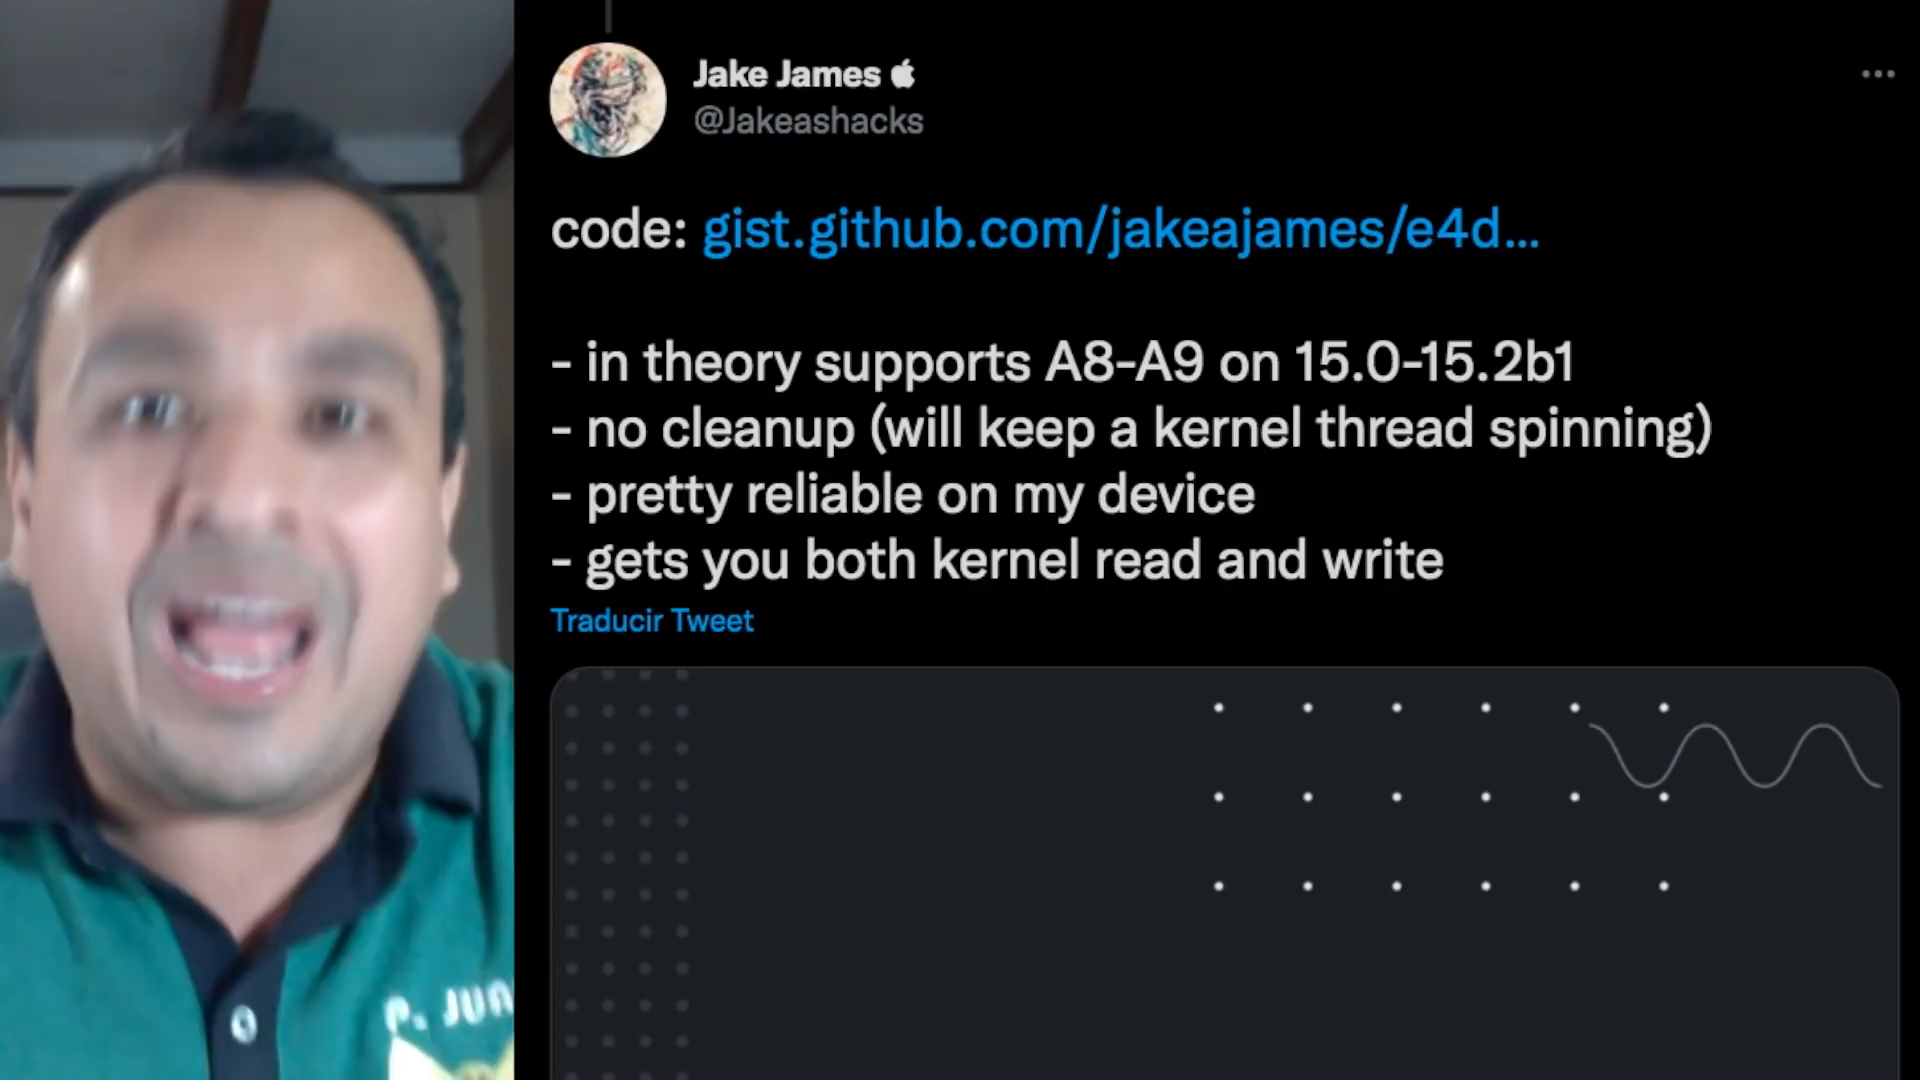 Jake James
@Jakeashacks
code: gist.github.com/jakeajames/e4d...
- in theory supports A8-A9 on 15.0-15.2b1
- no cleanup (will keep a kernel thread spinning)
- pretty reliable on my device
- gets you both kernel read and write
Traducir Tweet
P. JUN